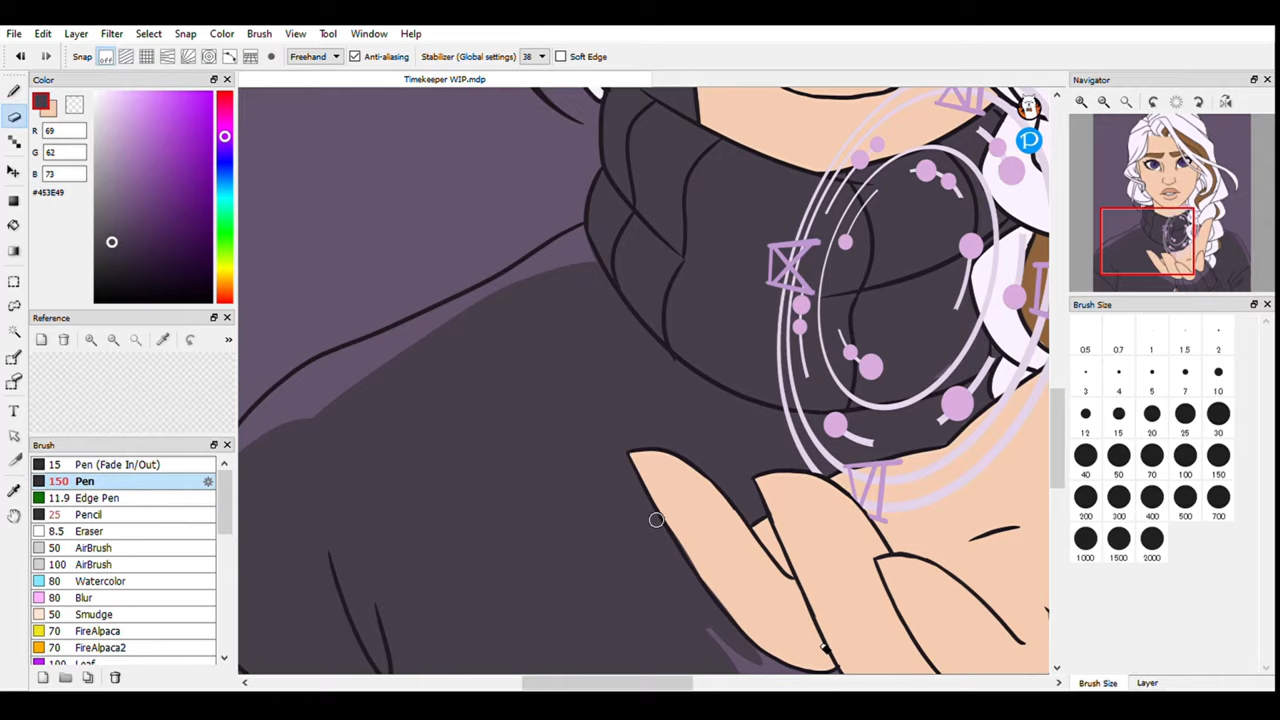 File Edit Layer Filter Select Snap Color Brush View Tool Window Help
Snap off Freehand Anti-aliasing Stabilizer (Global settings) 38 Soft Edge
Color
Timekeeper WIP.mdp
Navigator
R 69
G 62
B 73
#453E49
Reference
»
Brush
15 Pen (Fade In/Out)
150 Pen
11.9 Edge Pen
25 Pencil
8.5 Eraser
50 AirBrush
100 AirBrush
80 Watercolor
80 Blur
50 Smudge
70 FireAlpaca
70 FireAlpaca2
100 Leaf
Brush Size
0.5 0.7 1 1.5 2
3 4 5 7 10
12 15 20 25 30
40 50 70 100 150
200 300 400 500 700
1000 1500 2000
Brush Size Layer
XII
IX
VI
P
T